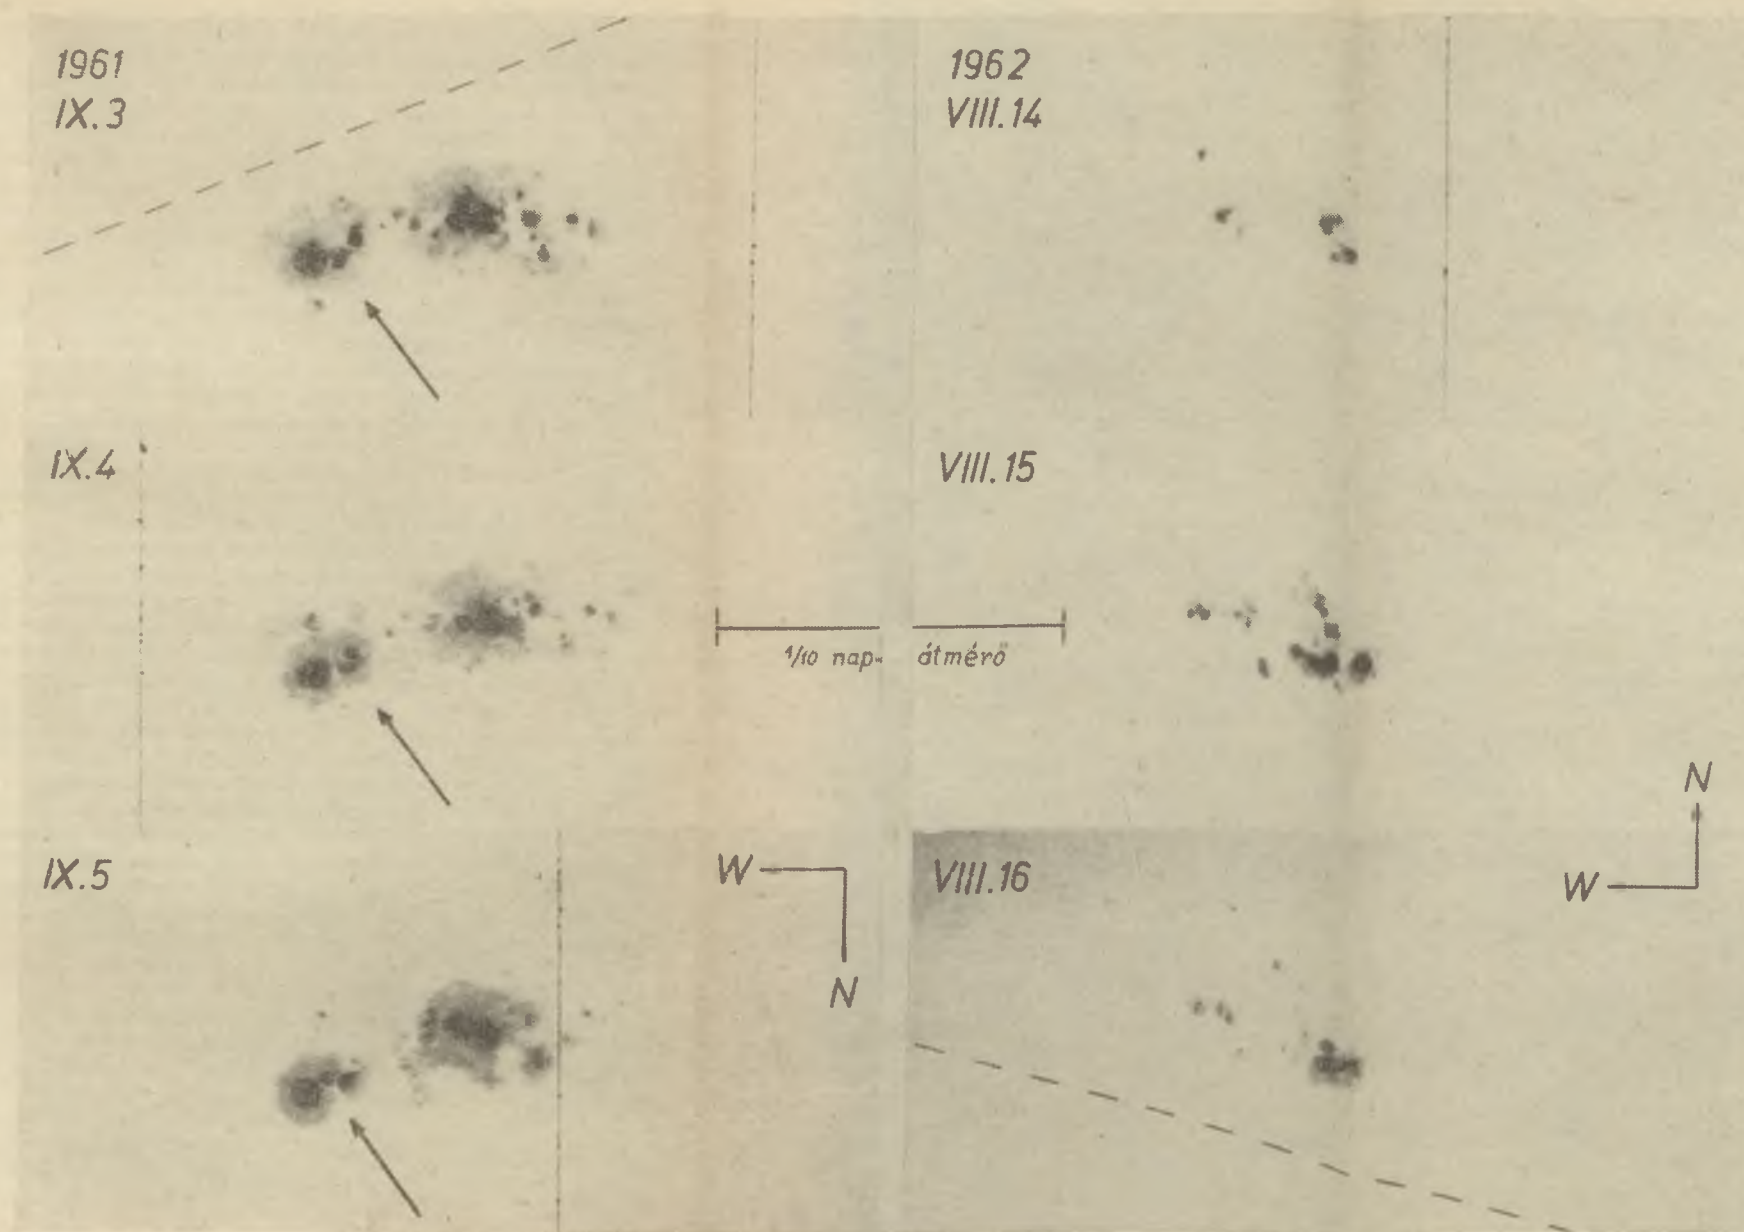 1961
IX.3
IX.4
IX.5
W
N
1/10 nap- átmérő
1962
VIII.14
VIII.15
VIII.16
N
W